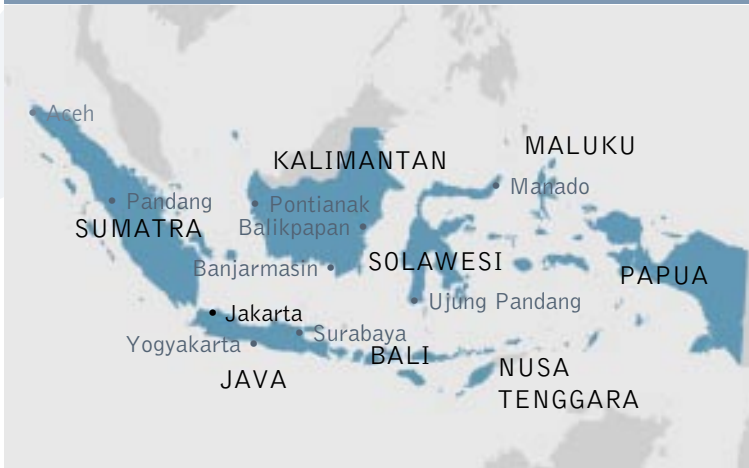 Aceh
MALUKU
KALIMANTAN
Manado
Pandang
Pontianak
SUMATRA
Balikpapan
SOLAWESI
Banjarmasin
PAPUA
Ujung Pandang
Jakarta
Surabaya
Yogyakarta
BALI
JAVA
NUSA
TENGGARA